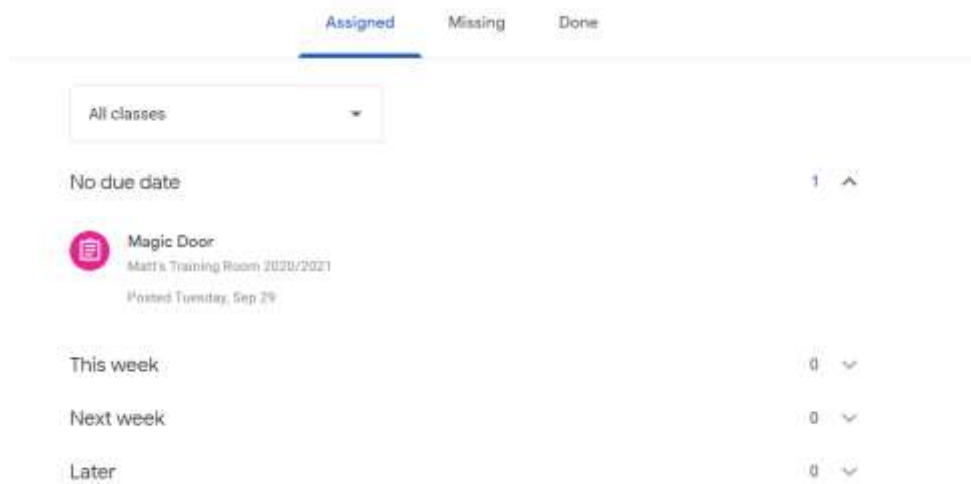 Assigned Missing Done
All classes
No due date 1
Magic Door
Matt's Training Room 2020/2021
Posted Tuesday, Sep 29
This week 0
Next week 0
Later 0